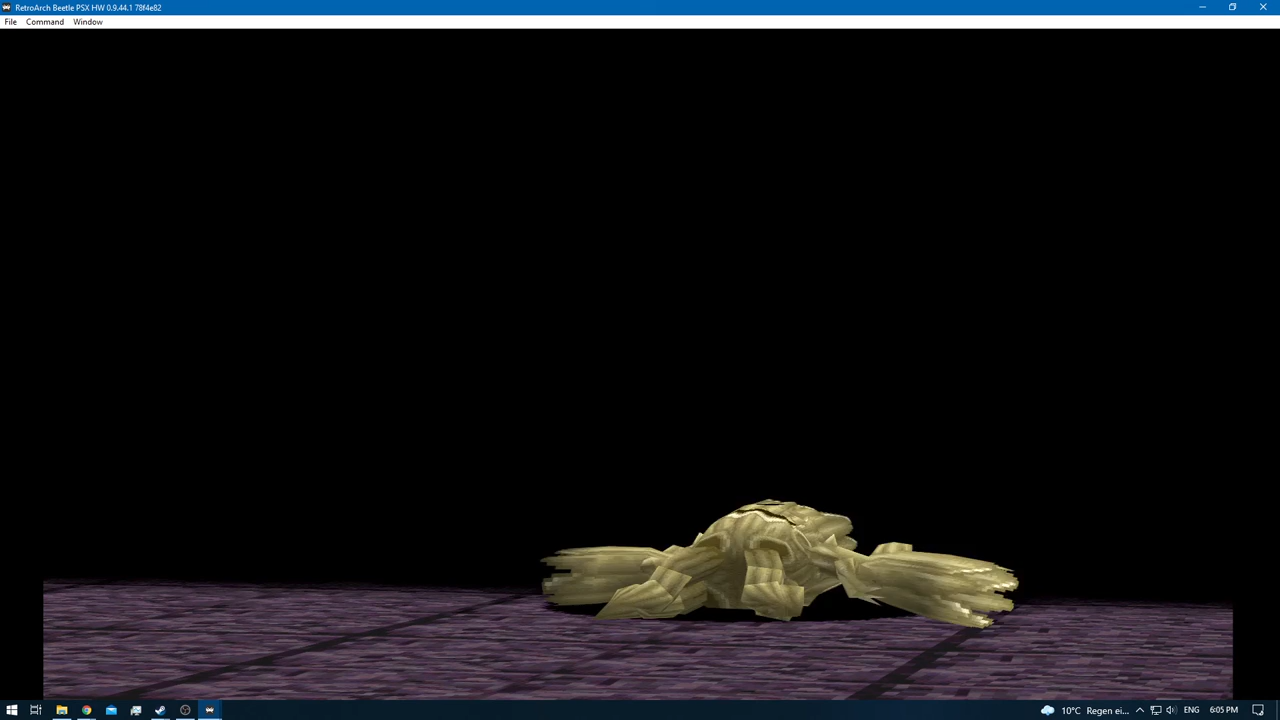 RetroArch Beetle PSX HW 0.9.44.1 78f4e82
File Command Window
10°C Regen ei... ENG 6:05 PM